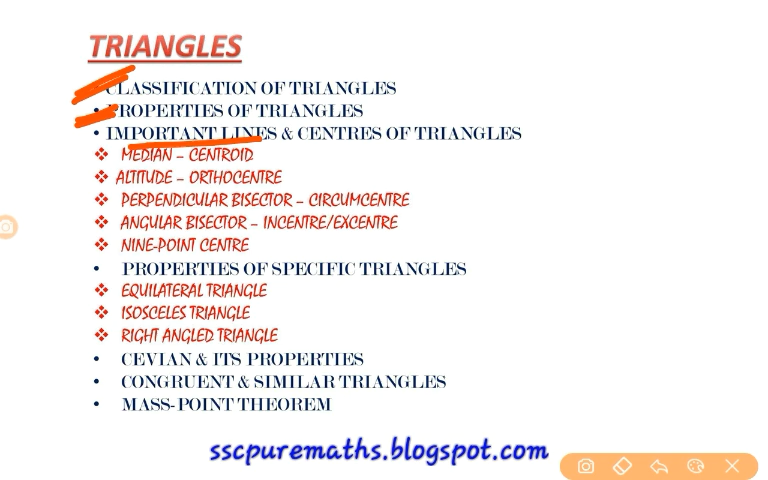 TRIANGLES
• CLASSIFICATION OF TRIANGLES
• PROPERTIES OF TRIANGLES
• IMPORTANT LINES & CENTRES OF TRIANGLES
❖ MEDIAN – CENTROID
❖ ALTITUDE – ORTHOCENTRE
❖ PERPENDICULAR BISECTOR – CIRCUMCENTRE
❖ ANGULAR BISECTOR – INCENTRE/EXCENTRE
❖ NINE-POINT CENTRE
• PROPERTIES OF SPECIFIC TRIANGLES
❖ EQUILATERAL TRIANGLE
❖ ISOSCELES TRIANGLE
❖ RIGHT ANGLED TRIANGLE
• CEVIAN & ITS PROPERTIES
• CONGRUENT & SIMILAR TRIANGLES
• MASS-POINT THEOREM
sscpuremaths.blogspot.com